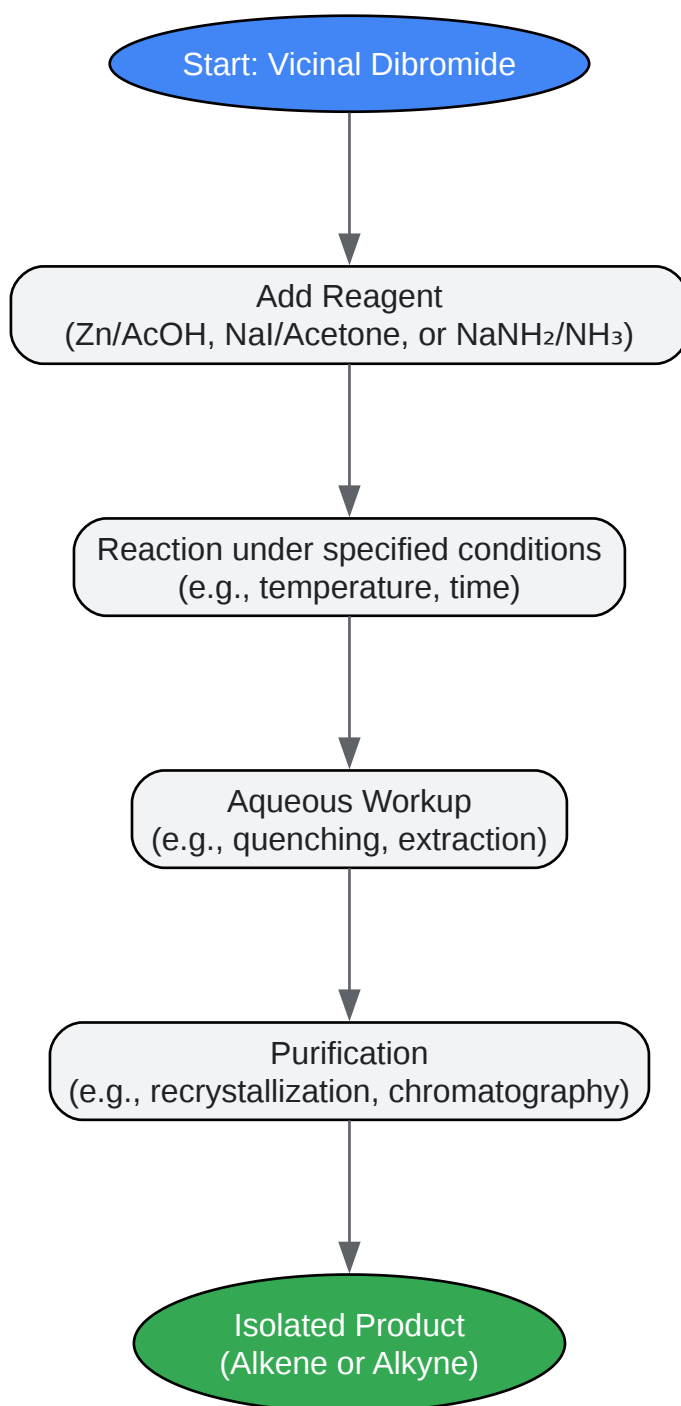 Start: Vicinal Dibromide
Add Reagent
(Zn/AcOH, NaI/Acetone, or NaNH₂/NH₃)
Reaction under specified conditions
(e.g., temperature, time)
Aqueous Workup
(e.g., quenching, extraction)
Purification
(e.g., recrystallization, chromatography)
Isolated Product
(Alkene or Alkyne)